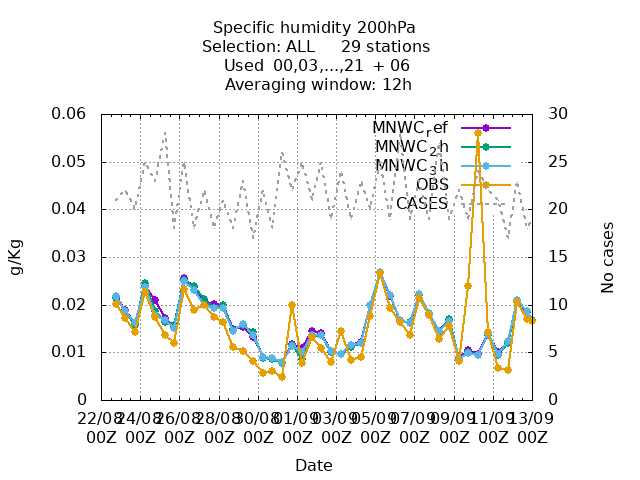 Specific humidity 200hPa
Selection: ALL 29 stations
Used 00,03,...,21 + 06
Averaging window: 12h
0.06 30
MNWCref
0.05 25
MNWC2h
MNWC3h
OBS
0.04 CASES 20
0.03 15
0.02 10
0.01 5
0 0
g/Kg
No cases
22/08 24/08 26/08 28/08 30/08 01/09 03/09 05/09 07/09 09/09 11/09 13/09
00Z 00Z 00Z 00Z 00Z 00Z 00Z 00Z 00Z 00Z 00Z 00Z
Date